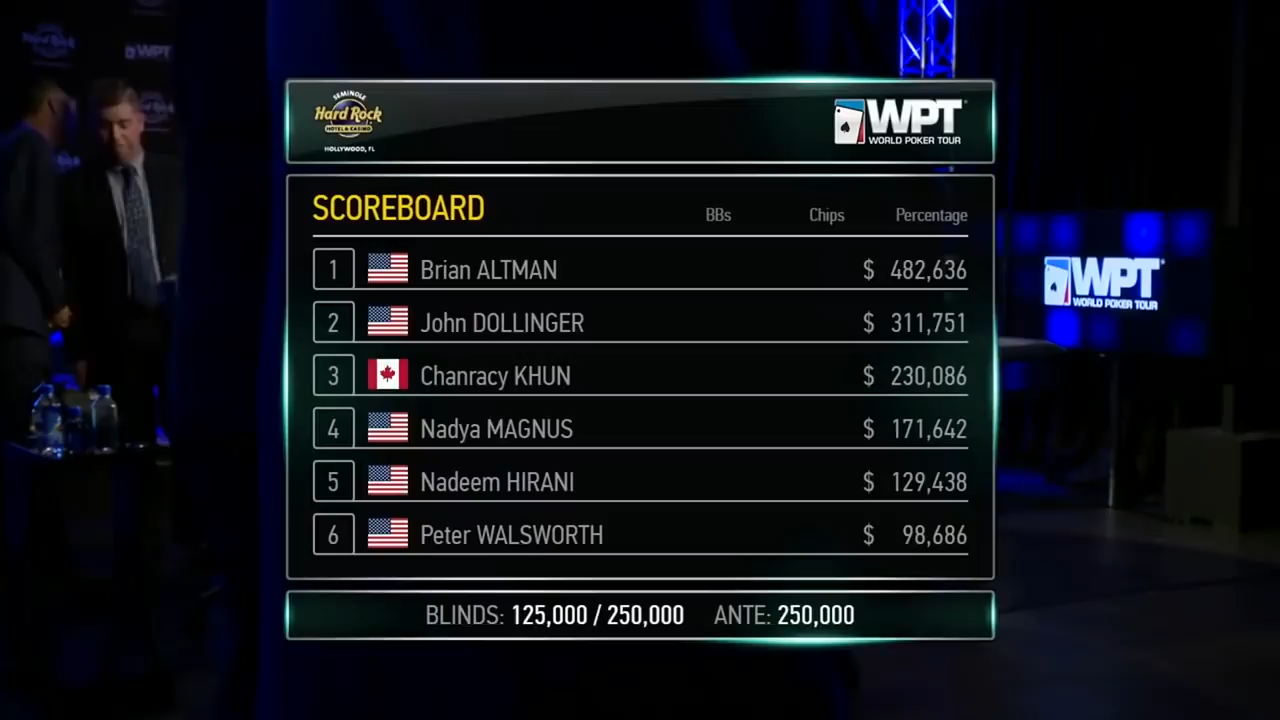 Hard Rock
WPT
SEMINOLE
Hard Rock
HOTEL & CASINO
HOLLYWOOD, FL
WPT
WORLD POKER TOUR
SCOREBOARD
BBs Chips Percentage
1 Brian ALTMAN $ 482,636
2 John DOLLINGER $ 311,751
3 Chanracy KHUN $ 230,086
4 Nadya MAGNUS $ 171,642
5 Nadeem HIRANI $ 129,438
6 Peter WALSWORTH $ 98,686
BLINDS: 125,000 / 250,000 ANTE: 250,000
WPT
WORLD POKER TOUR